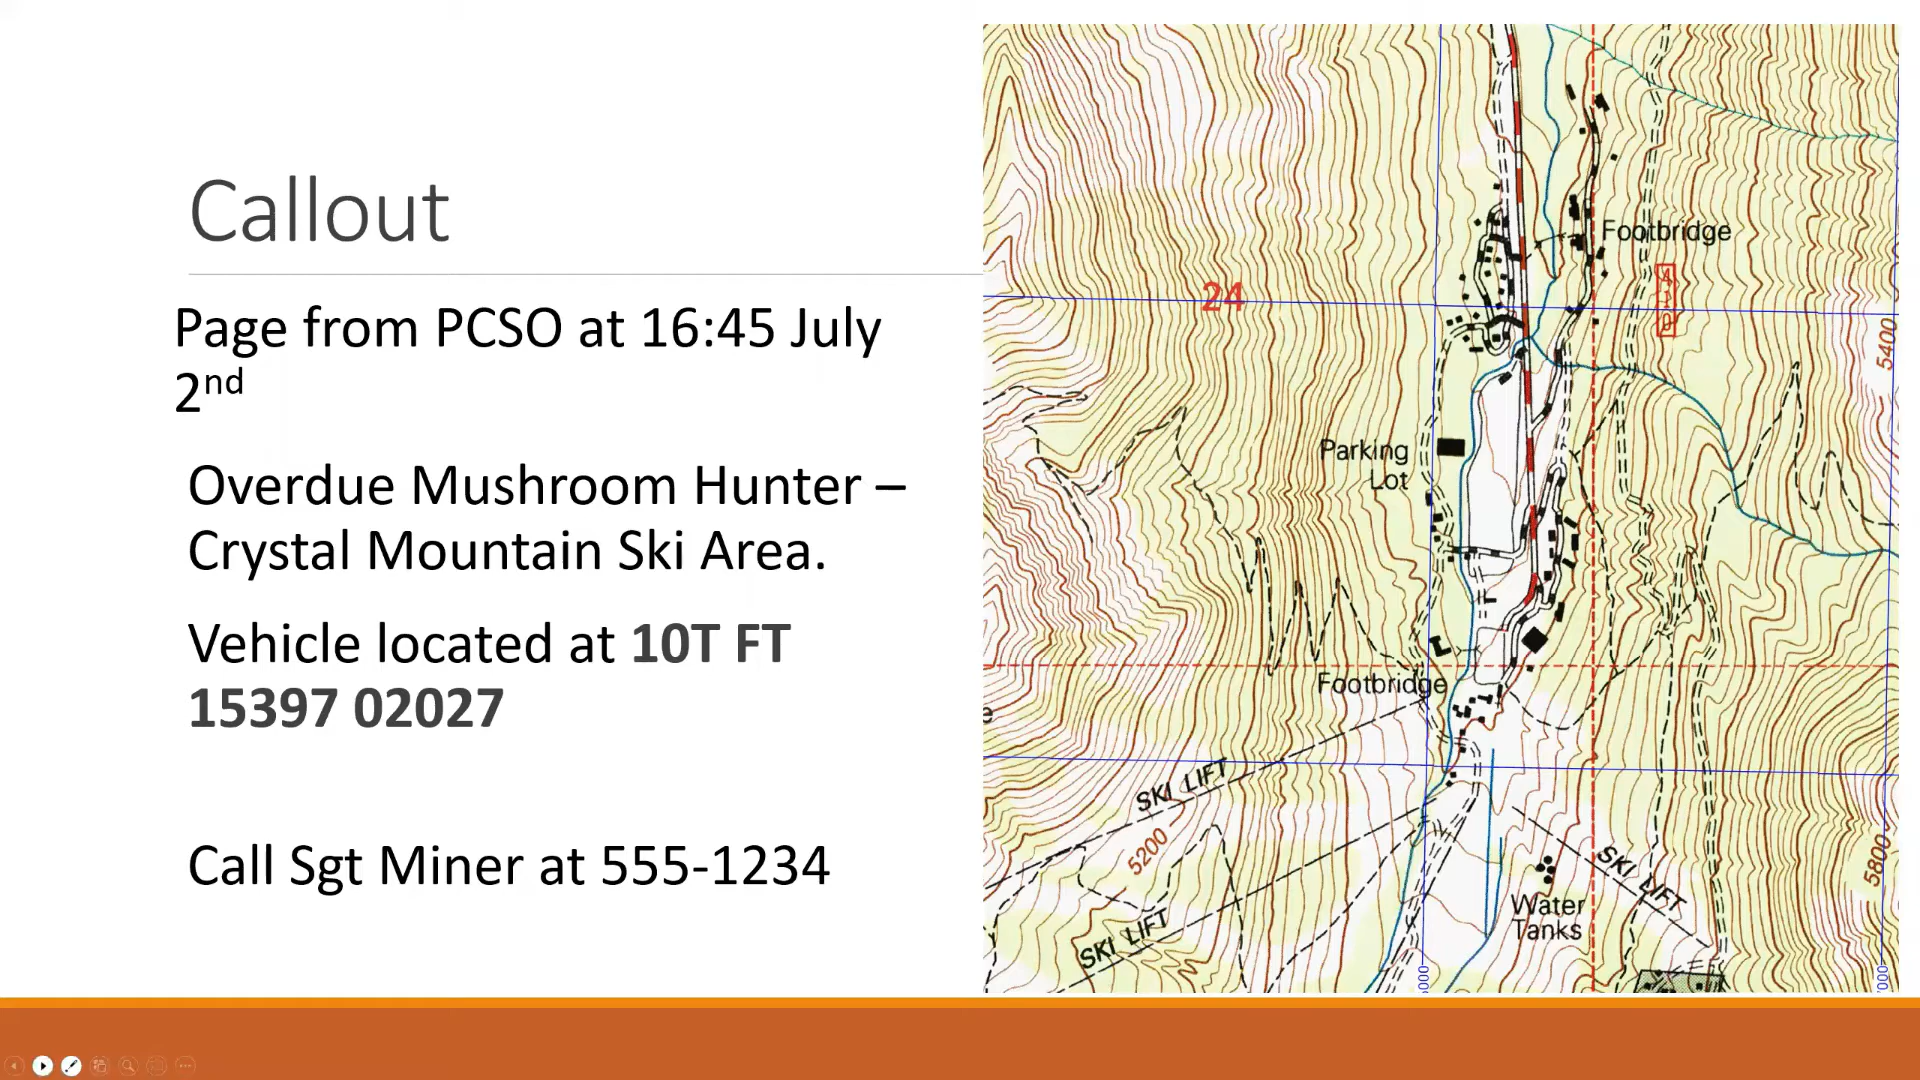 Callout
Page from PCSO at 16:45 July
2nd
Overdue Mushroom Hunter –
Crystal Mountain Ski Area.
Vehicle located at 10T FT
15397 02027
Call Sgt Miner at 555-1234
Footbridge
24
5400
Parking
Lot
Footbridge
e
SKI LIFT
5200
SKI LIFT
5800
SKI LIFT
Water
Tanks
000
000